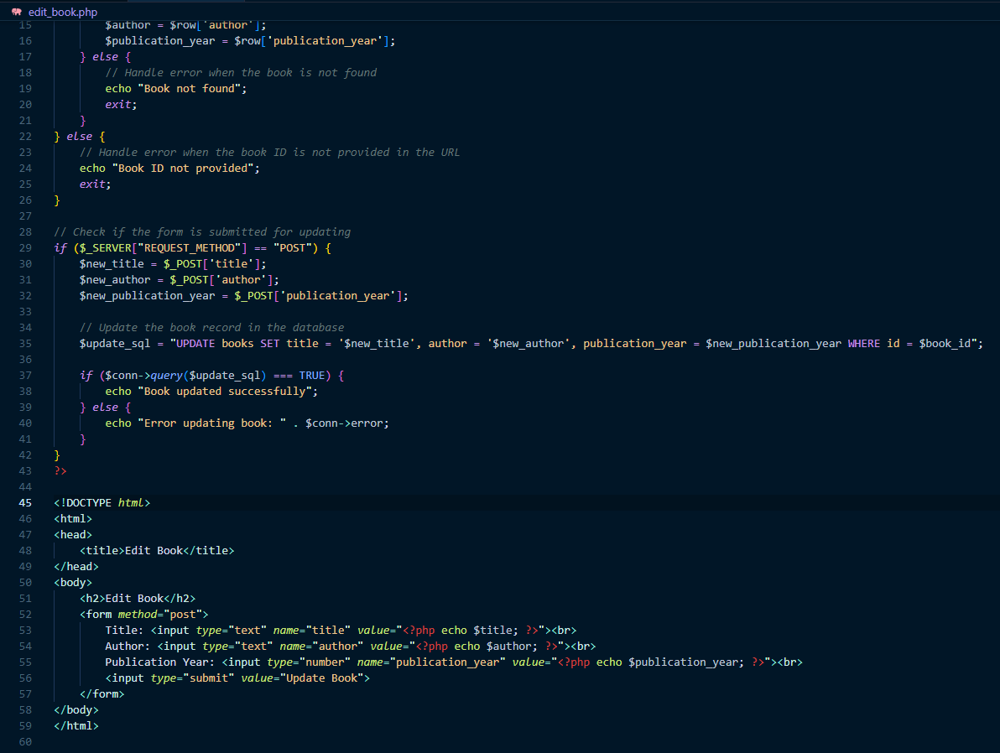 edit_book.php
15 $author = $row['author'];
16 $publication_year = $row['publication_year'];
17 } else {
18 // Handle error when the book is not found
19 echo "Book not found";
20 exit;
21 }
22 } else {
23 // Handle error when the book ID is not provided in the URL
24 echo "Book ID not provided";
25 exit;
26 }
27
28 // Check if the form is submitted for updating
29 if ($_SERVER["REQUEST_METHOD"] == "POST") {
30 $new_title = $_POST['title'];
31 $new_author = $_POST['author'];
32 $new_publication_year = $_POST['publication_year'];
33
34 // Update the book record in the database
35 $update_sql = "UPDATE books SET title = '$new_title', author = '$new_author', publication_year = $new_publication_year WHERE id = $book_id";
36
37 if ($conn->query($update_sql) === TRUE) {
38 echo "Book updated successfully";
39 } else {
40 echo "Error updating book: " . $conn->error;
41 }
42 }
43 ?>
44
45 <!DOCTYPE html>
46 <html>
47 <head>
48 <title>Edit Book</title>
49 </head>
50 <body>
51 <h2>Edit Book</h2>
52 <form method="post">
53 Title: <input type="text" name="title" value="<?php echo $title; ?>"><br>
54 Author: <input type="text" name="author" value="<?php echo $author; ?>"><br>
55 Publication Year: <input type="number" name="publication_year" value="<?php echo $publication_year; ?>"><br>
56 <input type="submit" value="Update Book">
57 </form>
58 </body>
59 </html>
60